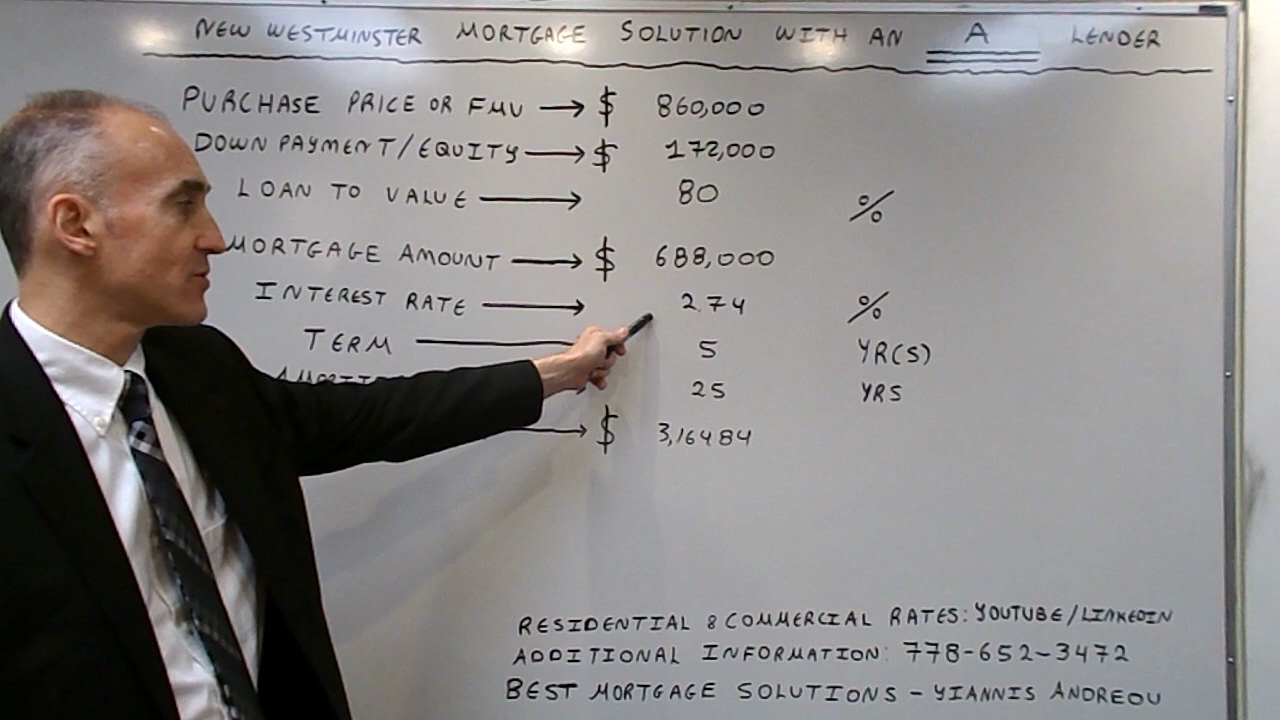 NEW WESTMINSTER MORTGAGE SOLUTION WITH AN A LENDER
PURCHASE PRICE OR FMV → $ 860,000
DOWN PAYMENT/EQUITY → $ 172,000
LOAN TO VALUE → 80 %
MORTGAGE AMOUNT → $ 688,000
INTEREST RATE → 2.74 %
TERM 5 YR(S)
25 YRS
→ $ 3,164 84
RESIDENTIAL & COMMERCIAL RATES: YOUTUBE/LINKEDIN
ADDITIONAL INFORMATION: 778-652-3472
BEST MORTGAGE SOLUTIONS - YIANNIS ANDREOU